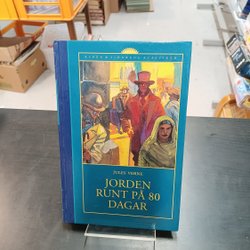 JULES VERNE
JORDEN
RUNT PÅ 80
DAGAR